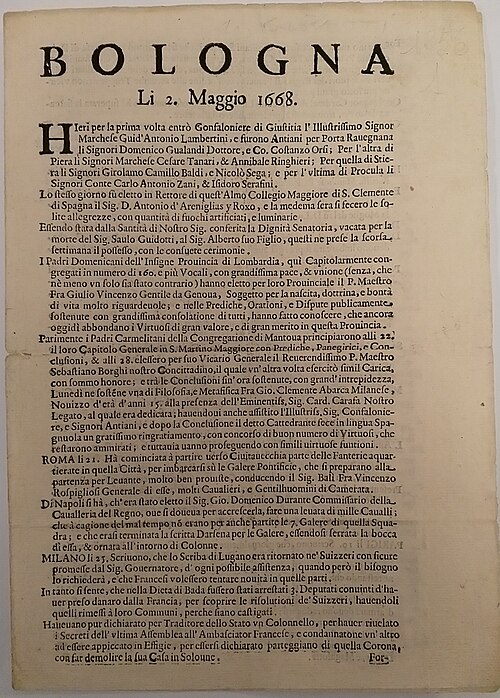 BOLOGNA
Li 2. Maggio 1668.
HIeri per la prima volta entrò Gonfaloniere di Giustitia l'Illustrissimo Signor
Marchese Guid'Antonio Lambertini, e furono Antiani per Porta Rauegnana
li Signori Domenico Gualandi Dottore, e Co. Costanzo Orsi; Per l'altra di
Piera li Signori Marchese Cesare Tanari, & Annibale Ringhieri; Per quella di Stie-
ra li Signori Girolamo Camillo Baldi, e Nicolò Sega; e per l'vltima di Procula li
Signori Conte Carlo Antonio Zani, & Isidoro Serafini.
Lo stesso giorno fù eletto in Rettore di quest'Almo Collegio Maggiore di S. Clemente
di Spagna il Sig. D. Antonio d'Areniglias y Roxo, e la medema sera si fecero le so-
lite allegrezze, con quantità di fuochi artificiati, e luminarie.
Essendo stata dalla Santità di Nostro Sig. conferita la Dignità Senatoria, vacata per la
morte del Sig. Saulo Guidotti, al Sig. Alberto suo Figlio, questi ne prese la scorsa
settimana il possesso, con le consuete cerimonie.
I Padri Domenicani dell'Insigne Prouincia di Lombardia, quì Capitolarmente con-
gregati in numero di 160. e più Vocali, con grandissima pace, & vnione (senza, che
nè meno vn solo sia stato contrario) hanno eletto per loro Prouinciale il P. Maestro
Fra Giulio Vincenzo Gentile da Genoua, Soggetto per la nascita, dottrina, e bontà
di vita molto riguardeuole; e nelle Prediche, Orationi, e Dispute publicamente
sostenute con grandissima consolatione di tutti, hanno fatto conoscere, che ancora
oggidì abbondano i Virtuosi di gran valore, e di gran merito in questa Prouincia.
Parimente i Padri Carmelitani della Congregatione di Mantoua principiarono alli 22.
il loro Capitolo Generale in S. Martino Maggiore con Prediche, Panegirici, e Con-
clusioni, & alli 28. elessero per suo Vicario Generale il Reuerendissimo P. Maestro
Sebastiano Borghi nostro Concittadino, il quale vn'altra volta esercitò simil Carica,
con sommo honore; e trà le Conclusioni sin'ora sostenute, con grand'intrepidezza,
Lunedì ne sostène vna di Filosofia, e Metafisica Fra Gio. Clemente Abarca Milanese,
Nouizzo d'età d'anni 15. alla presenza dell'Eminentiss. Sig. Card. Carafa Nostro
Legato, al quale era dedicata; hauendoui anche assistito l'Illustriss. Sig. Confalonie-
re, e Signori Antiani, e dopo la Conclusione il detto Cattedrante fece in lingua Spa-
gnuola un gratissimo ringratiamento, con concorso di buon numero di Virtuosi, che
restarono ammirati; e tuttauia uanno proseguendo con simili uirtuose funtioni.
ROMA li 21. Hà cominciata à partire uerso Ciuitauecchia parte delle Fanterie aquar-
tierate in quella Città, per imbarcarsi sù le Galere Pontificie, che si preparano alla
partenza per Leuante, molto ben prouiste, conducendo il Sig. Balì Fra Vincenzo
Rospigliosi Generale di esse, molti Caualieri, e Gentilhuomini di Camerata.
Di Napoli si hà, ch'era stato eletto il Sig. Gio. Domenico Durante Commissario della
Caualleria del Regno, oue si doueua per accrescerla, fare una leuata di mille Caualli;
che à cagione del mal tempo nō erano per anche partite le 7. Galere di quella Squa-
dra; e che era si terminata la scritta Darsena per le Galere, essendosi serrata la bocca
di essa, & ornata all'intorno di Colonne.
MILANO li 25. Scriuono, che lo Scriba di Lugano era ritornato ne' Suizzeri con sicure
promesse dal Sig. Gouernatore, d'ogni possibile assistenza, quando però il bisogno
lo richiederà, e che Francesi volessero tentare nouità in quelle parti.
In tanto si sente, che nella Dieta di Bada fussero stati arrestati 3. Deputati conuinti d'ha-
uer preso danaro dalla Francia, per scoprire le risolutioni de' Suizzeri, hauendoli
quelli rimessi à loro Communi, perche siano castigati.
Haueuano pur dichiarato per Traditore dello Stato vn Colonnello, per hauer riuelato
i Secreti dell'vltima Assemblea all'Ambasciator Francese, e condannatone vn'altro
ad essere appiccato in Effigie, per essersi dichiarato parteggiano di quella Corona,
con far demolire la sua Casa in Soloune.
For-